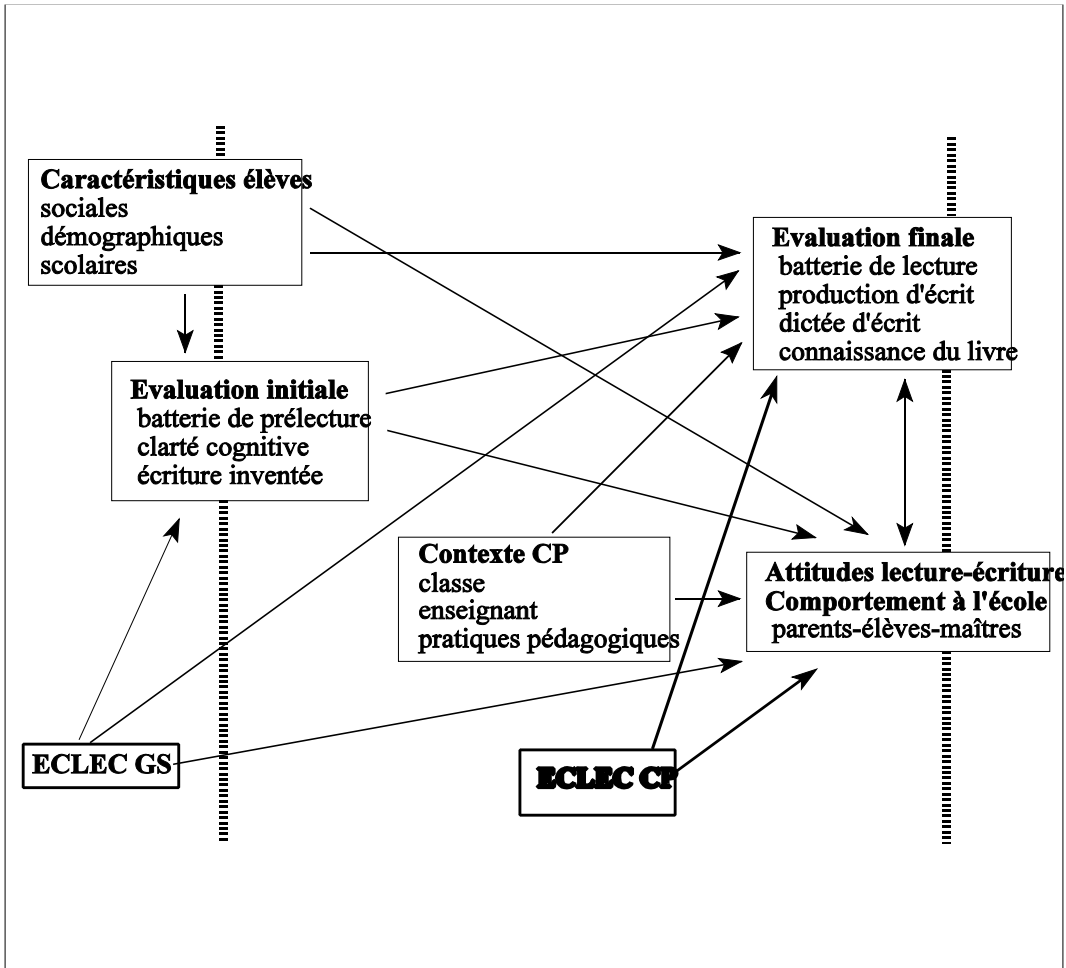 Caractéristiques élèves
sociales
démographiques
scolaires
Evaluation finale
batterie de lecture
production d'écrit
dictée d'écrit
connaissance du livre
Evaluation initiale
batterie de prélecture
clarté cognitive
écriture inventée
Contexte CP
classe
enseignant
pratiques pédagogiques
Attitudes lecture-écriture
Comportement à l'école
parents-élèves-maîtres
ECLEC GS
ECLEC CP